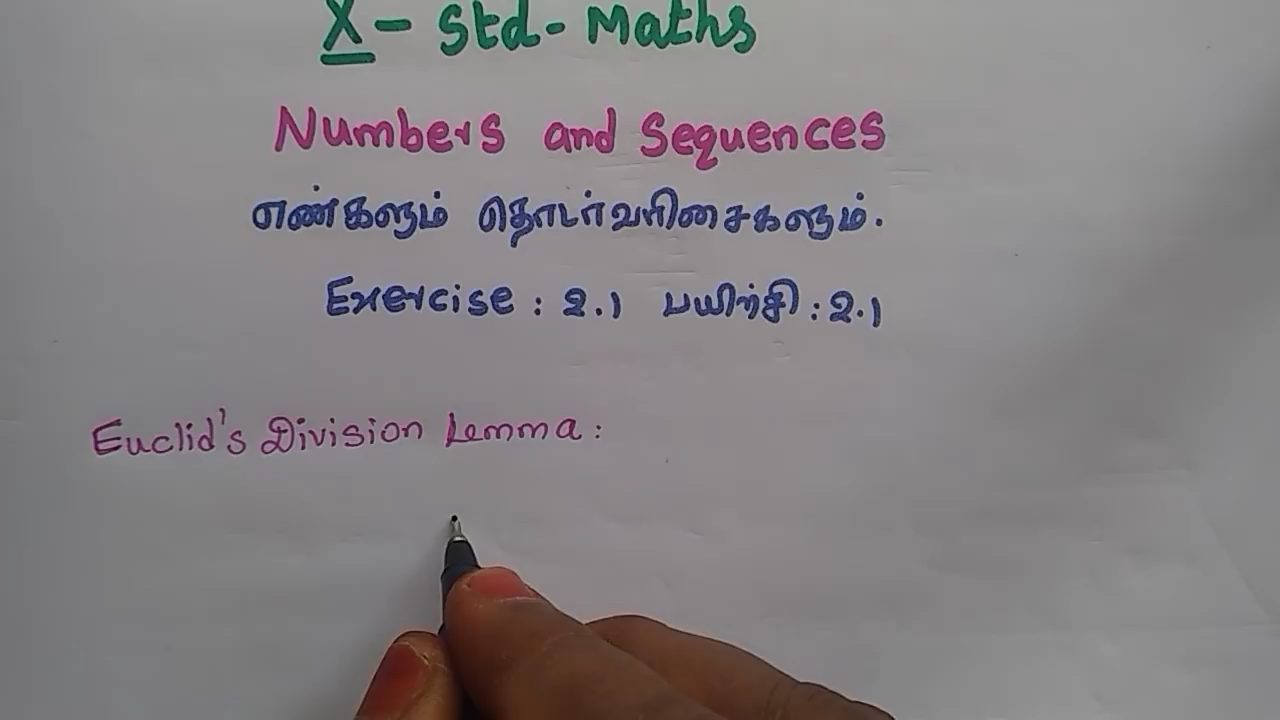 X - Std - Maths
Numbers and Sequences
எண்களும் தொடர்வரிசைகளும்.
Exercise : 2.1 பயிற்சி : 2.1
Euclid's Division Lemma :